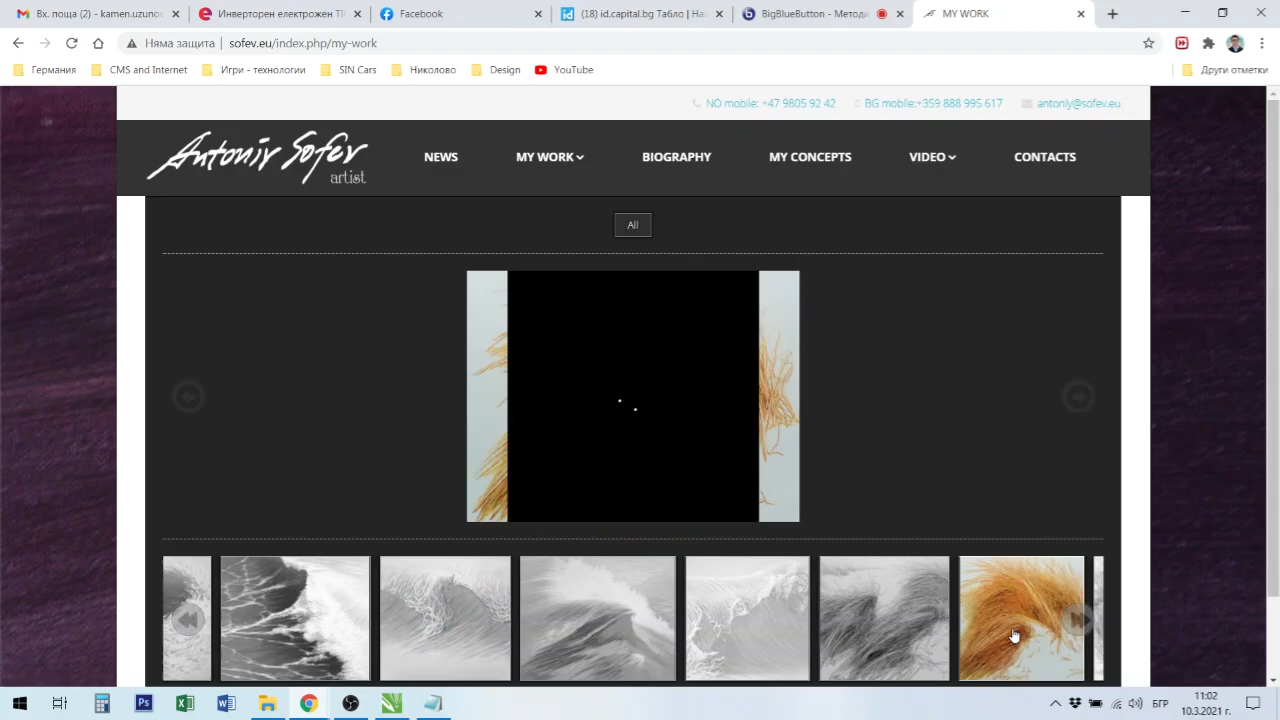 Вх. поща (2) - kamen.uzunov@
Електропреткат ел. пре
Facebook
(18) id.capital.bg Табло | На
BigBlueButton - Методи
MY WORK
Няма защита | sofev.eu/index.php/my-work
Германия
CMS and Internet
Игри - технологии
SIN Cars
Николово
Design
YouTube
Други отметки
NO mobile: +47 9805 92 42
BG mobile:+359 888 995 617
antonly@sofev.eu
Antoniy Sofev
artist
NEWS
MY WORK
BIOGRAPHY
MY CONCEPTS
VIDEO
CONTACTS
All
БГР
11:02
10.3.2021 г.